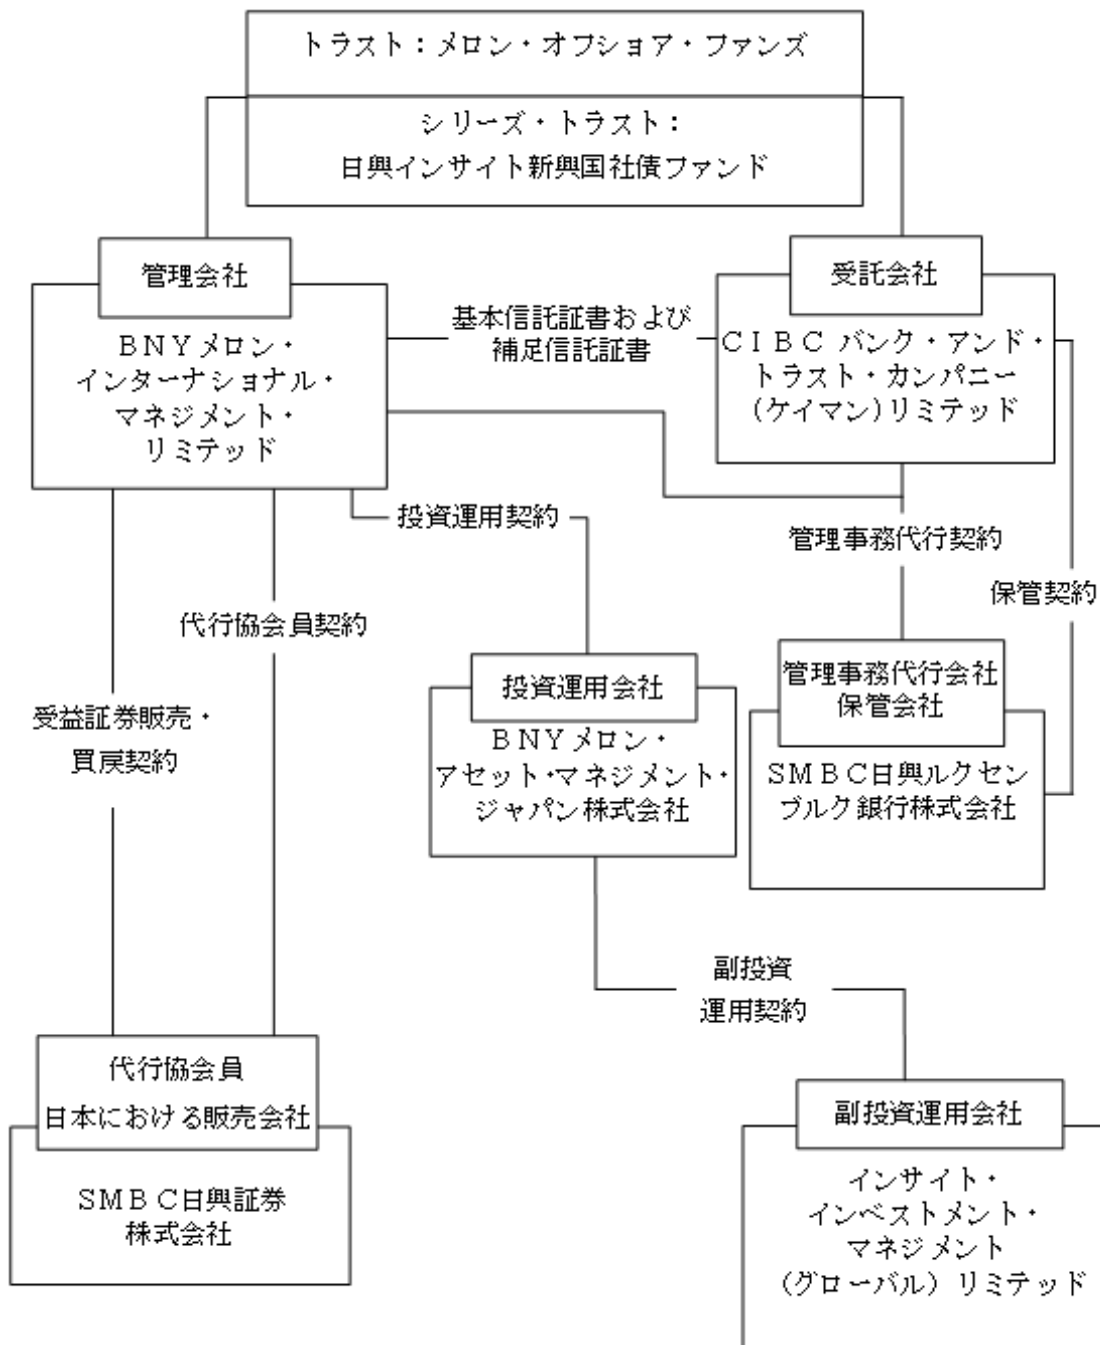 トラスト：メロン・オフショア・ファンズ
シリーズ・トラスト：
日興インサイト新興国社債ファンド
管理会社
BNYメロン・
インターナショナル・
マネジメント・
リミテッド
基本信託証書および
補足信託証書
受託会社
CIBC バンク・アンド・
トラスト・カンパニー
(ケイマン)リミテッド
投資運用契約
管理事務代行契約
保管契約
代行協会員契約
受益証券販売・
買戻契約
投資運用会社
BNYメロン・
アセット・マネジメント・
ジャパン株式会社
管理事務代行会社
保管会社
SMBC日興ルクセン
ブルク銀行株式会社
副投資
運用契約
代行協会員
日本における販売会社
SMBC日興証券
株式会社
副投資運用会社
インサイト・
インベストメント・
マネジメント
(グローバル) リミテッド